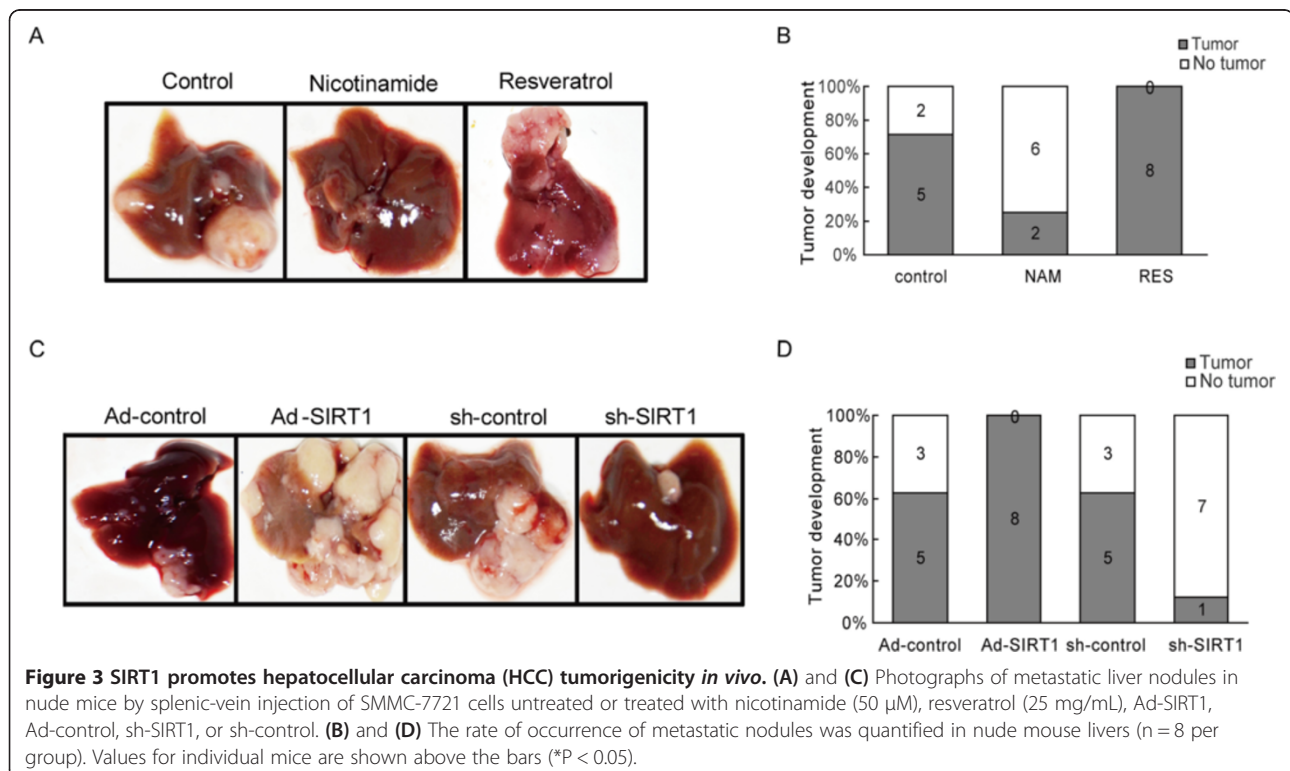 A
Control
Nicotinamide
Resveratrol
B
Tumor
No tumor
Tumor development
100%
80%
60%
40%
20%
0%
2
5
6
2
0
8
control
NAM
RES
C
Ad-control
Ad-SIRT1
sh-control
sh-SIRT1
D
Tumor
No tumor
Tumor development
100%
80%
60%
40%
20%
0%
3
5
0
8
3
5
7
1
Ad-control
Ad-SIRT1
sh-control
sh-SIRT1
Figure 3 SIRT1 promotes hepatocellular carcinoma (HCC) tumorigenicity in vivo. (A) and (C) Photographs of metastatic liver nodules in
nude mice by splenic-vein injection of SMMC-7721 cells untreated or treated with nicotinamide (50 μM), resveratrol (25 mg/mL), Ad-SIRT1,
Ad-control, sh-SIRT1, or sh-control. (B) and (D) The rate of occurrence of metastatic nodules was quantified in nude mouse livers (n = 8 per
group). Values for individual mice are shown above the bars (*P < 0.05).